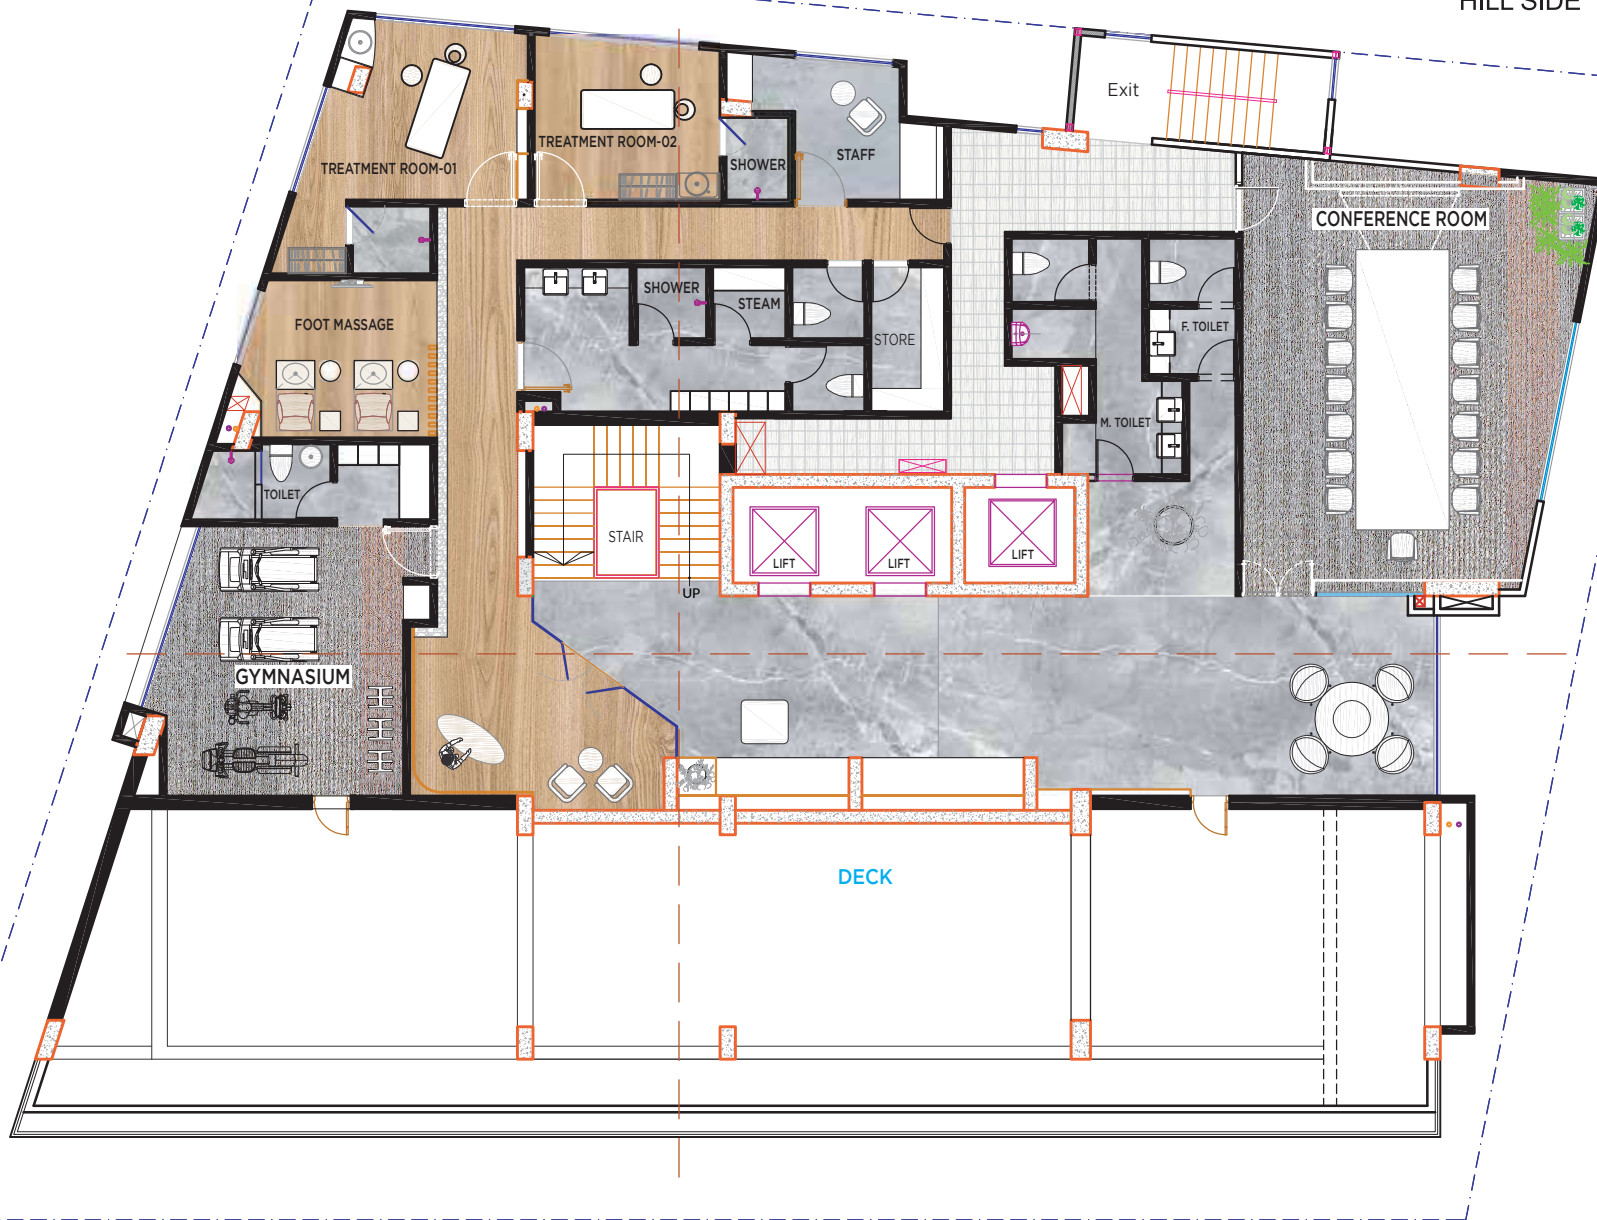 HILL SIDE
Exit
TREATMENT ROOM-02
SHOWER
STAFF
TREATMENT ROOM-01
CONFERENCE ROOM
SHOWER
STEAM
FOOT MASSAGE
F. TOILET
STORE
M. TOILET
TOILET
STAIR
LIFT
LIFT
LIFT
UP
GYMNASIUM
DECK